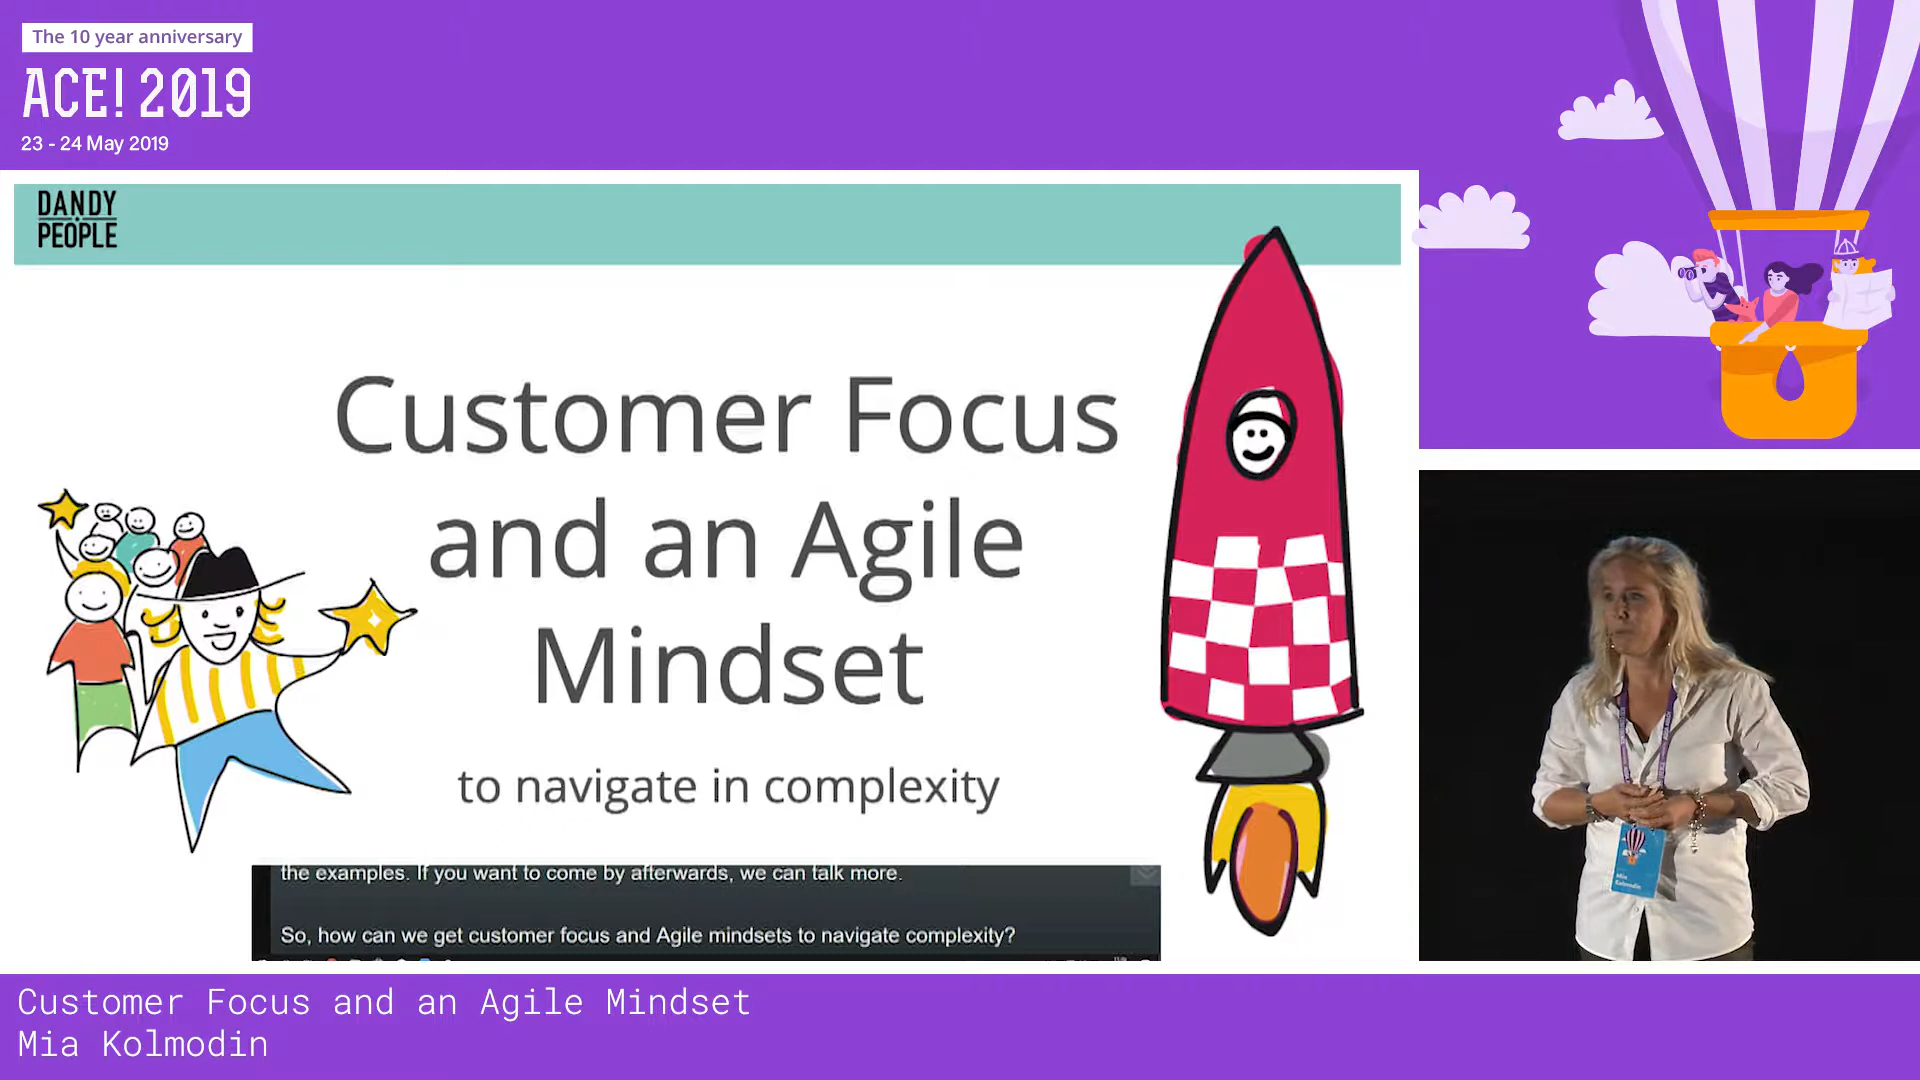 The 10 year anniversary
ACE! 2019
23 - 24 May 2019
DANDY
PEOPLE
Customer Focus
and an Agile
Mindset
to navigate in complexity
the examples. If you want to come by afterwards, we can talk more.
So, how can we get customer focus and Agile mindsets to navigate complexity?
Mia
Kolmodin
Customer Focus and an Agile Mindset
Mia Kolmodin